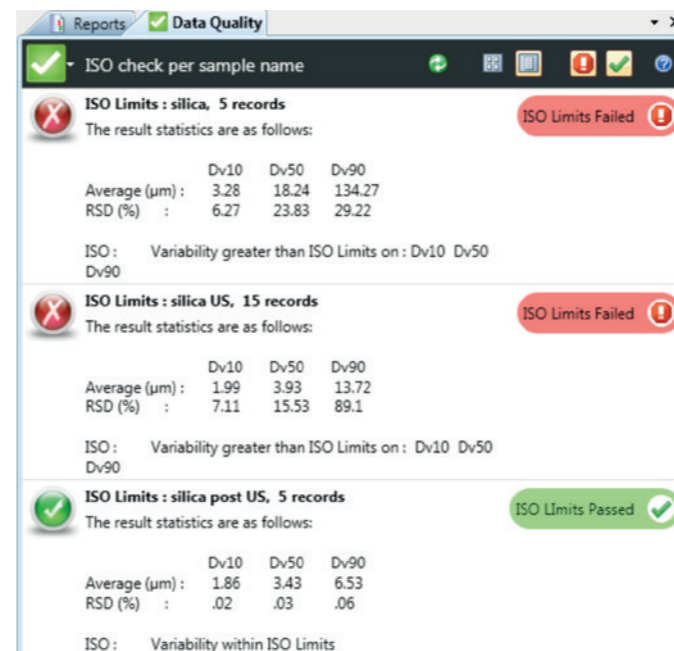 Reports Data Quality
ISO check per sample name
ISO Limits : silica, 5 records
ISO Limits Failed
The result statistics are as follows:
Dv10 Dv50 Dv90
Average (µm) : 3.28 18.24 134.27
RSD (%) : 6.27 23.83 29.22
ISO : Variability greater than ISO Limits on : Dv10 Dv50
Dv90
ISO Limits : silica US, 15 records
ISO Limits Failed
The result statistics are as follows:
Dv10 Dv50 Dv90
Average (µm) : 1.99 3.93 13.72
RSD (%) : 7.11 15.53 89.1
ISO : Variability greater than ISO Limits on : Dv10 Dv50
Dv90
ISO Limits : silica post US, 5 records
ISO LImits Passed
The result statistics are as follows:
Dv10 Dv50 Dv90
Average (µm) : 1.86 3.43 6.53
RSD (%) : .02 .03 .06
ISO : Variability within ISO Limits